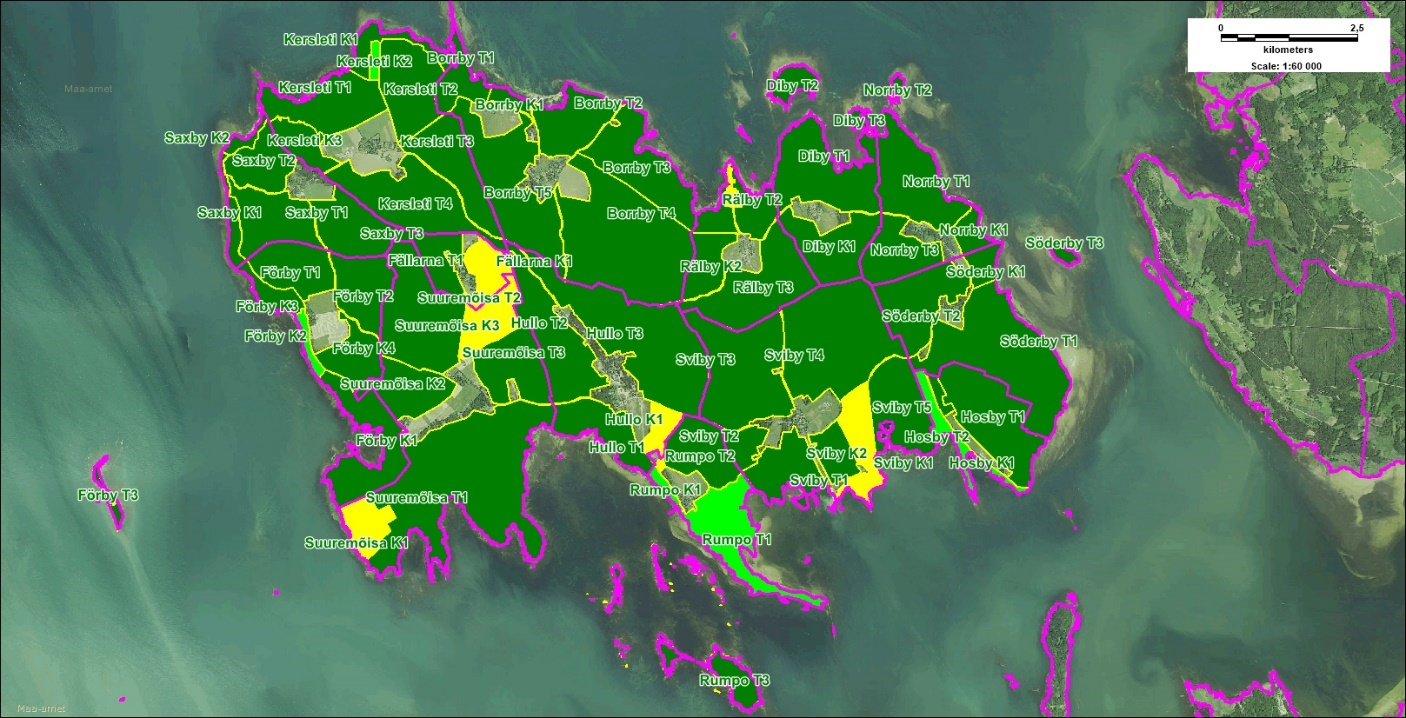 0 2,5
kilometers
Scale: 1:60 000
Kersleti K1
Kersleti K2
Borrby T1
Maa-amet
Kersleti T1
Kersleti T2
Borrby K1
Borrby T2
Diby T2
Norrby T2
Diby T3
Saxby K2
Kersleti K3
Kersleti T3
Saxby T2
Diby T1
Borrby T3
Norrby T1
Borrby T5
Rälby T2
Saxby K1
Saxby T1
Kersleti T4
Borrby T4
Saxby T3
Norrby K1
Diby K1
Norrby T3
Söderby T3
Fällarna T1
Fällarna K1
Rälby K2
Förby T1
Söderby K1
Rälby T3
Förby T2
Suuremõisa T2
Förby K3
Söderby T2
Suuremõisa K3
Hullo T2
Förby K2
Hullo T3
Söderby T1
Förby K4
Suuremõisa T3
Sviby T3
Sviby T4
Suuremõisa K2
Sviby T5
Hosby T1
Hullo K1
Förby K1
Sviby T2
Hosby T2
Hullo T1
Rumpo T2
Sviby K2
Sviby K1
Hosby K1
Sviby T1
Rumpo K1
Förby T3
Suuremõisa T1
Suuremõisa K1
Rumpo T1
Rumpo T3
Maa-amet